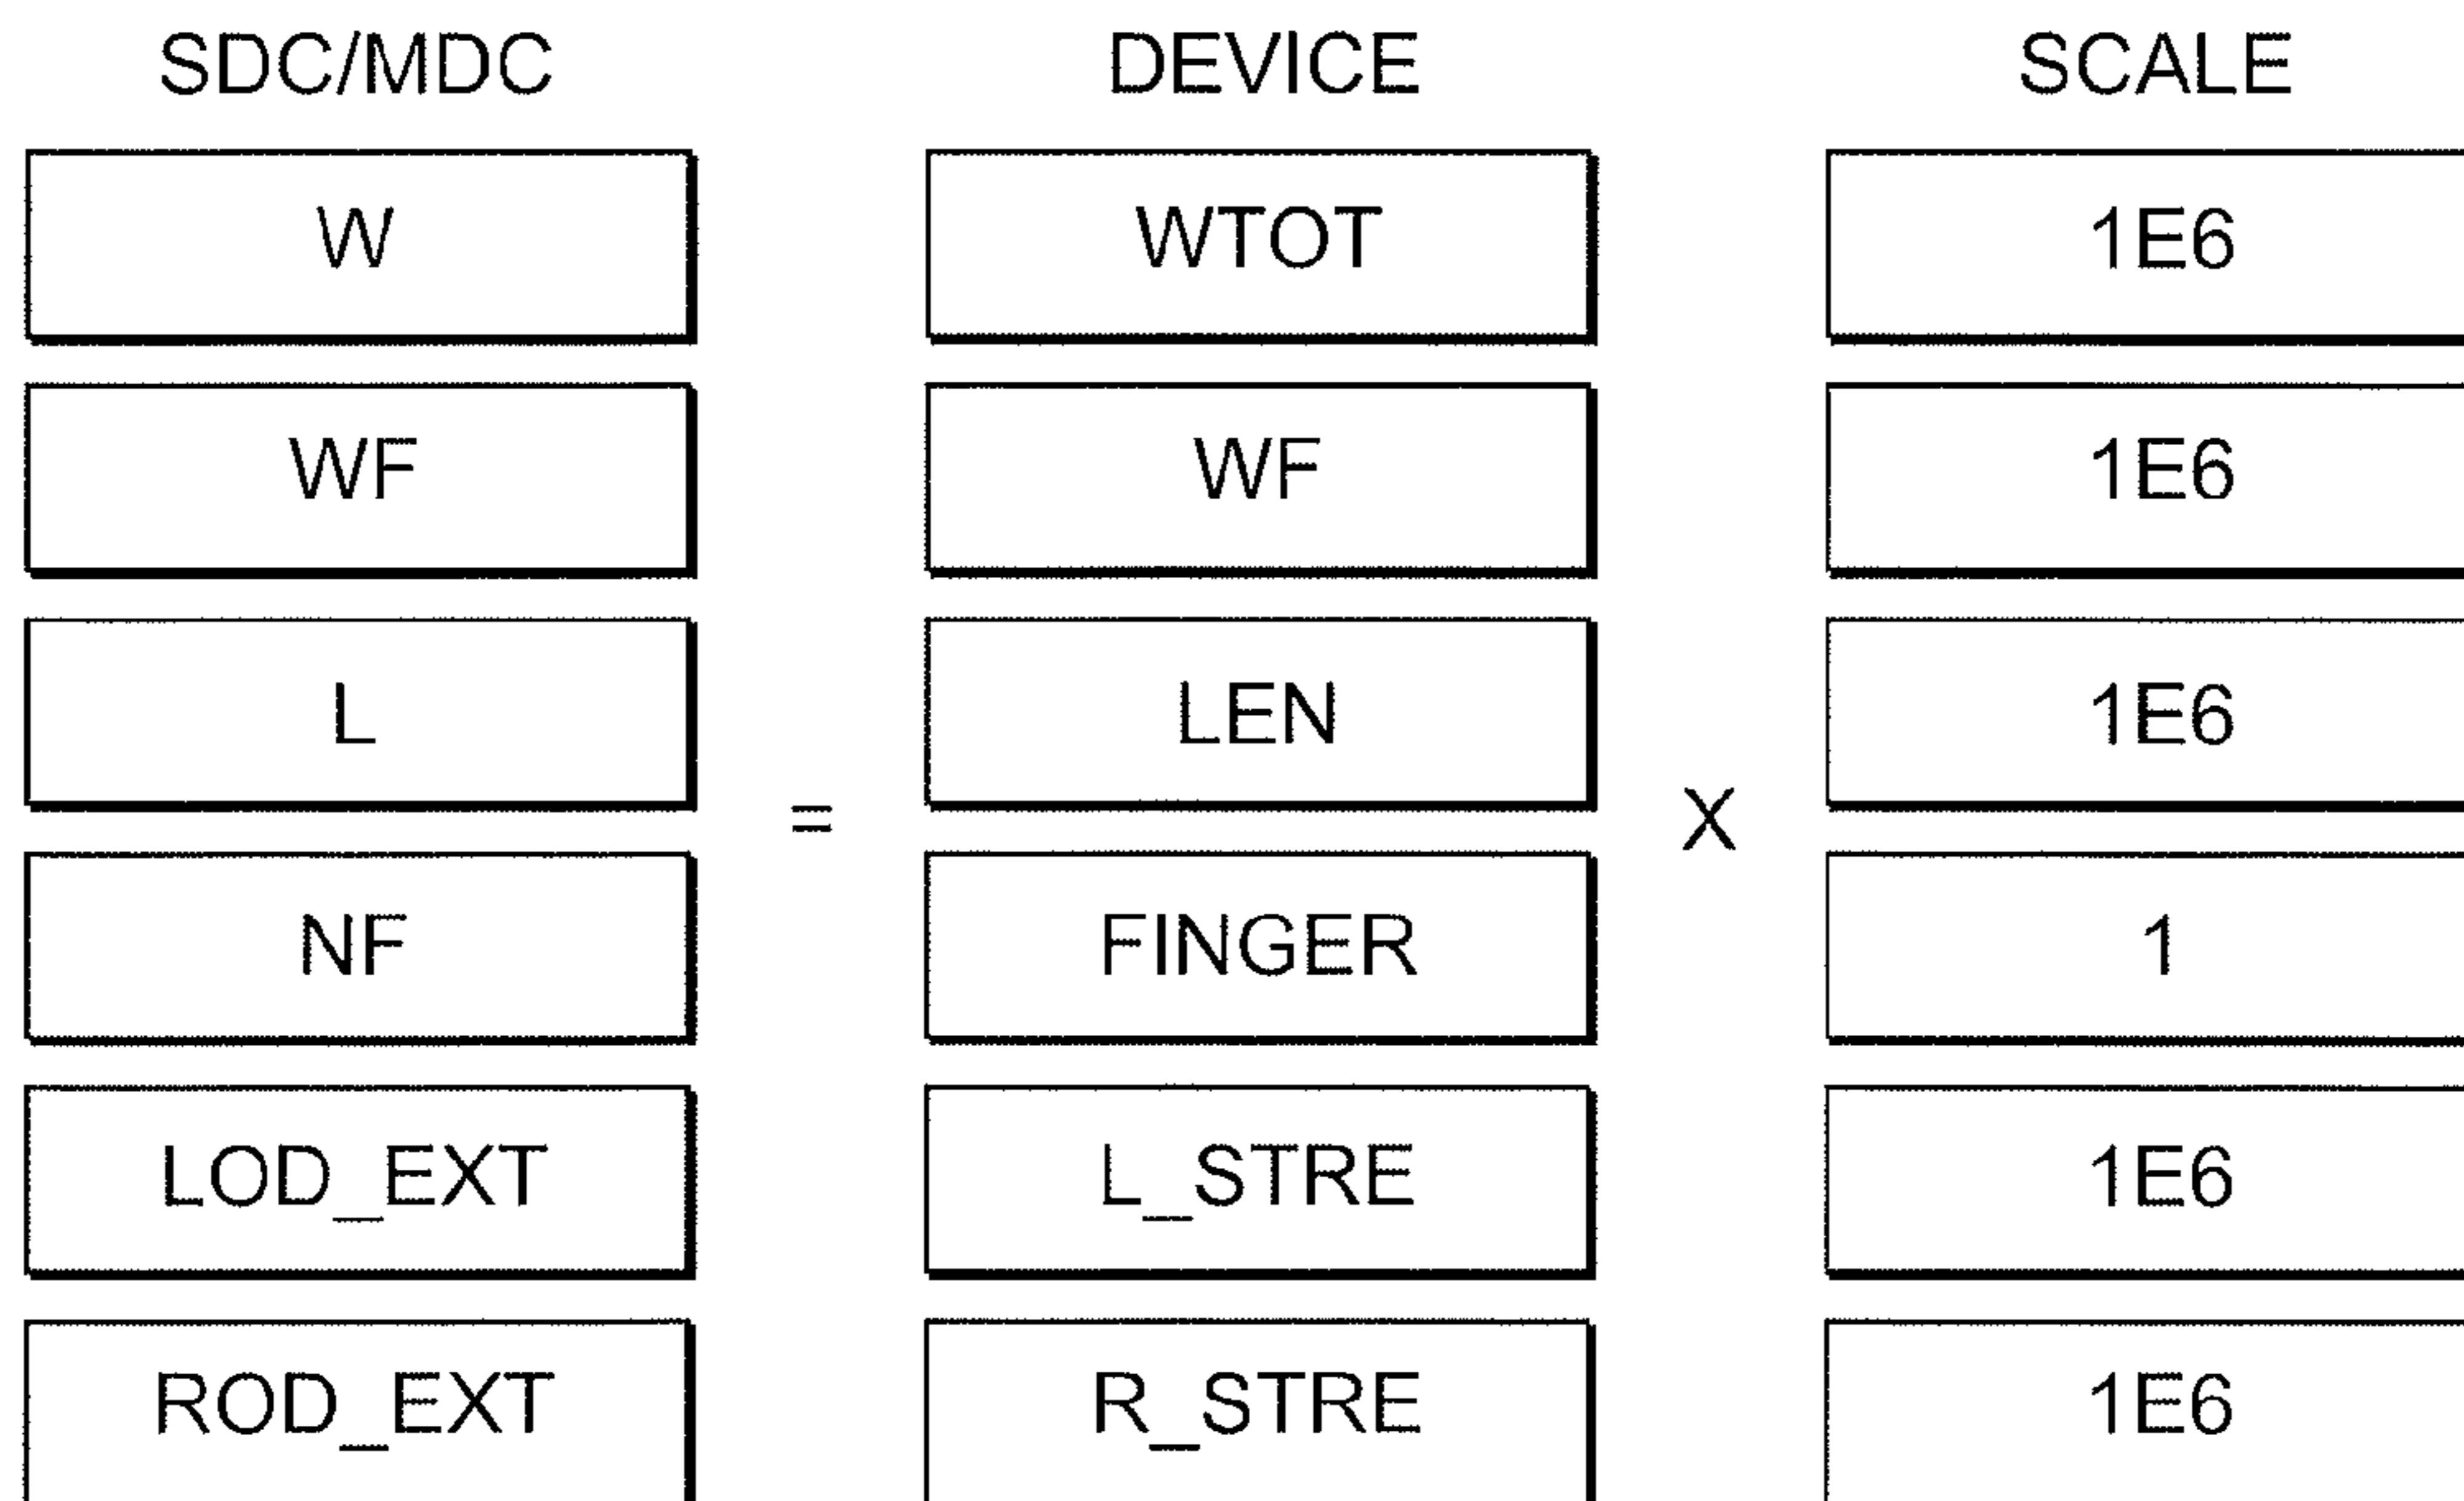 SDC/MDC DEVICE SCALE
W WTOT 1E6
WF WF 1E6
L LEN 1E6
= X
NF FINGER 1
LOD_EXT L_STRE 1E6
ROD_EXT R_STRE 1E6